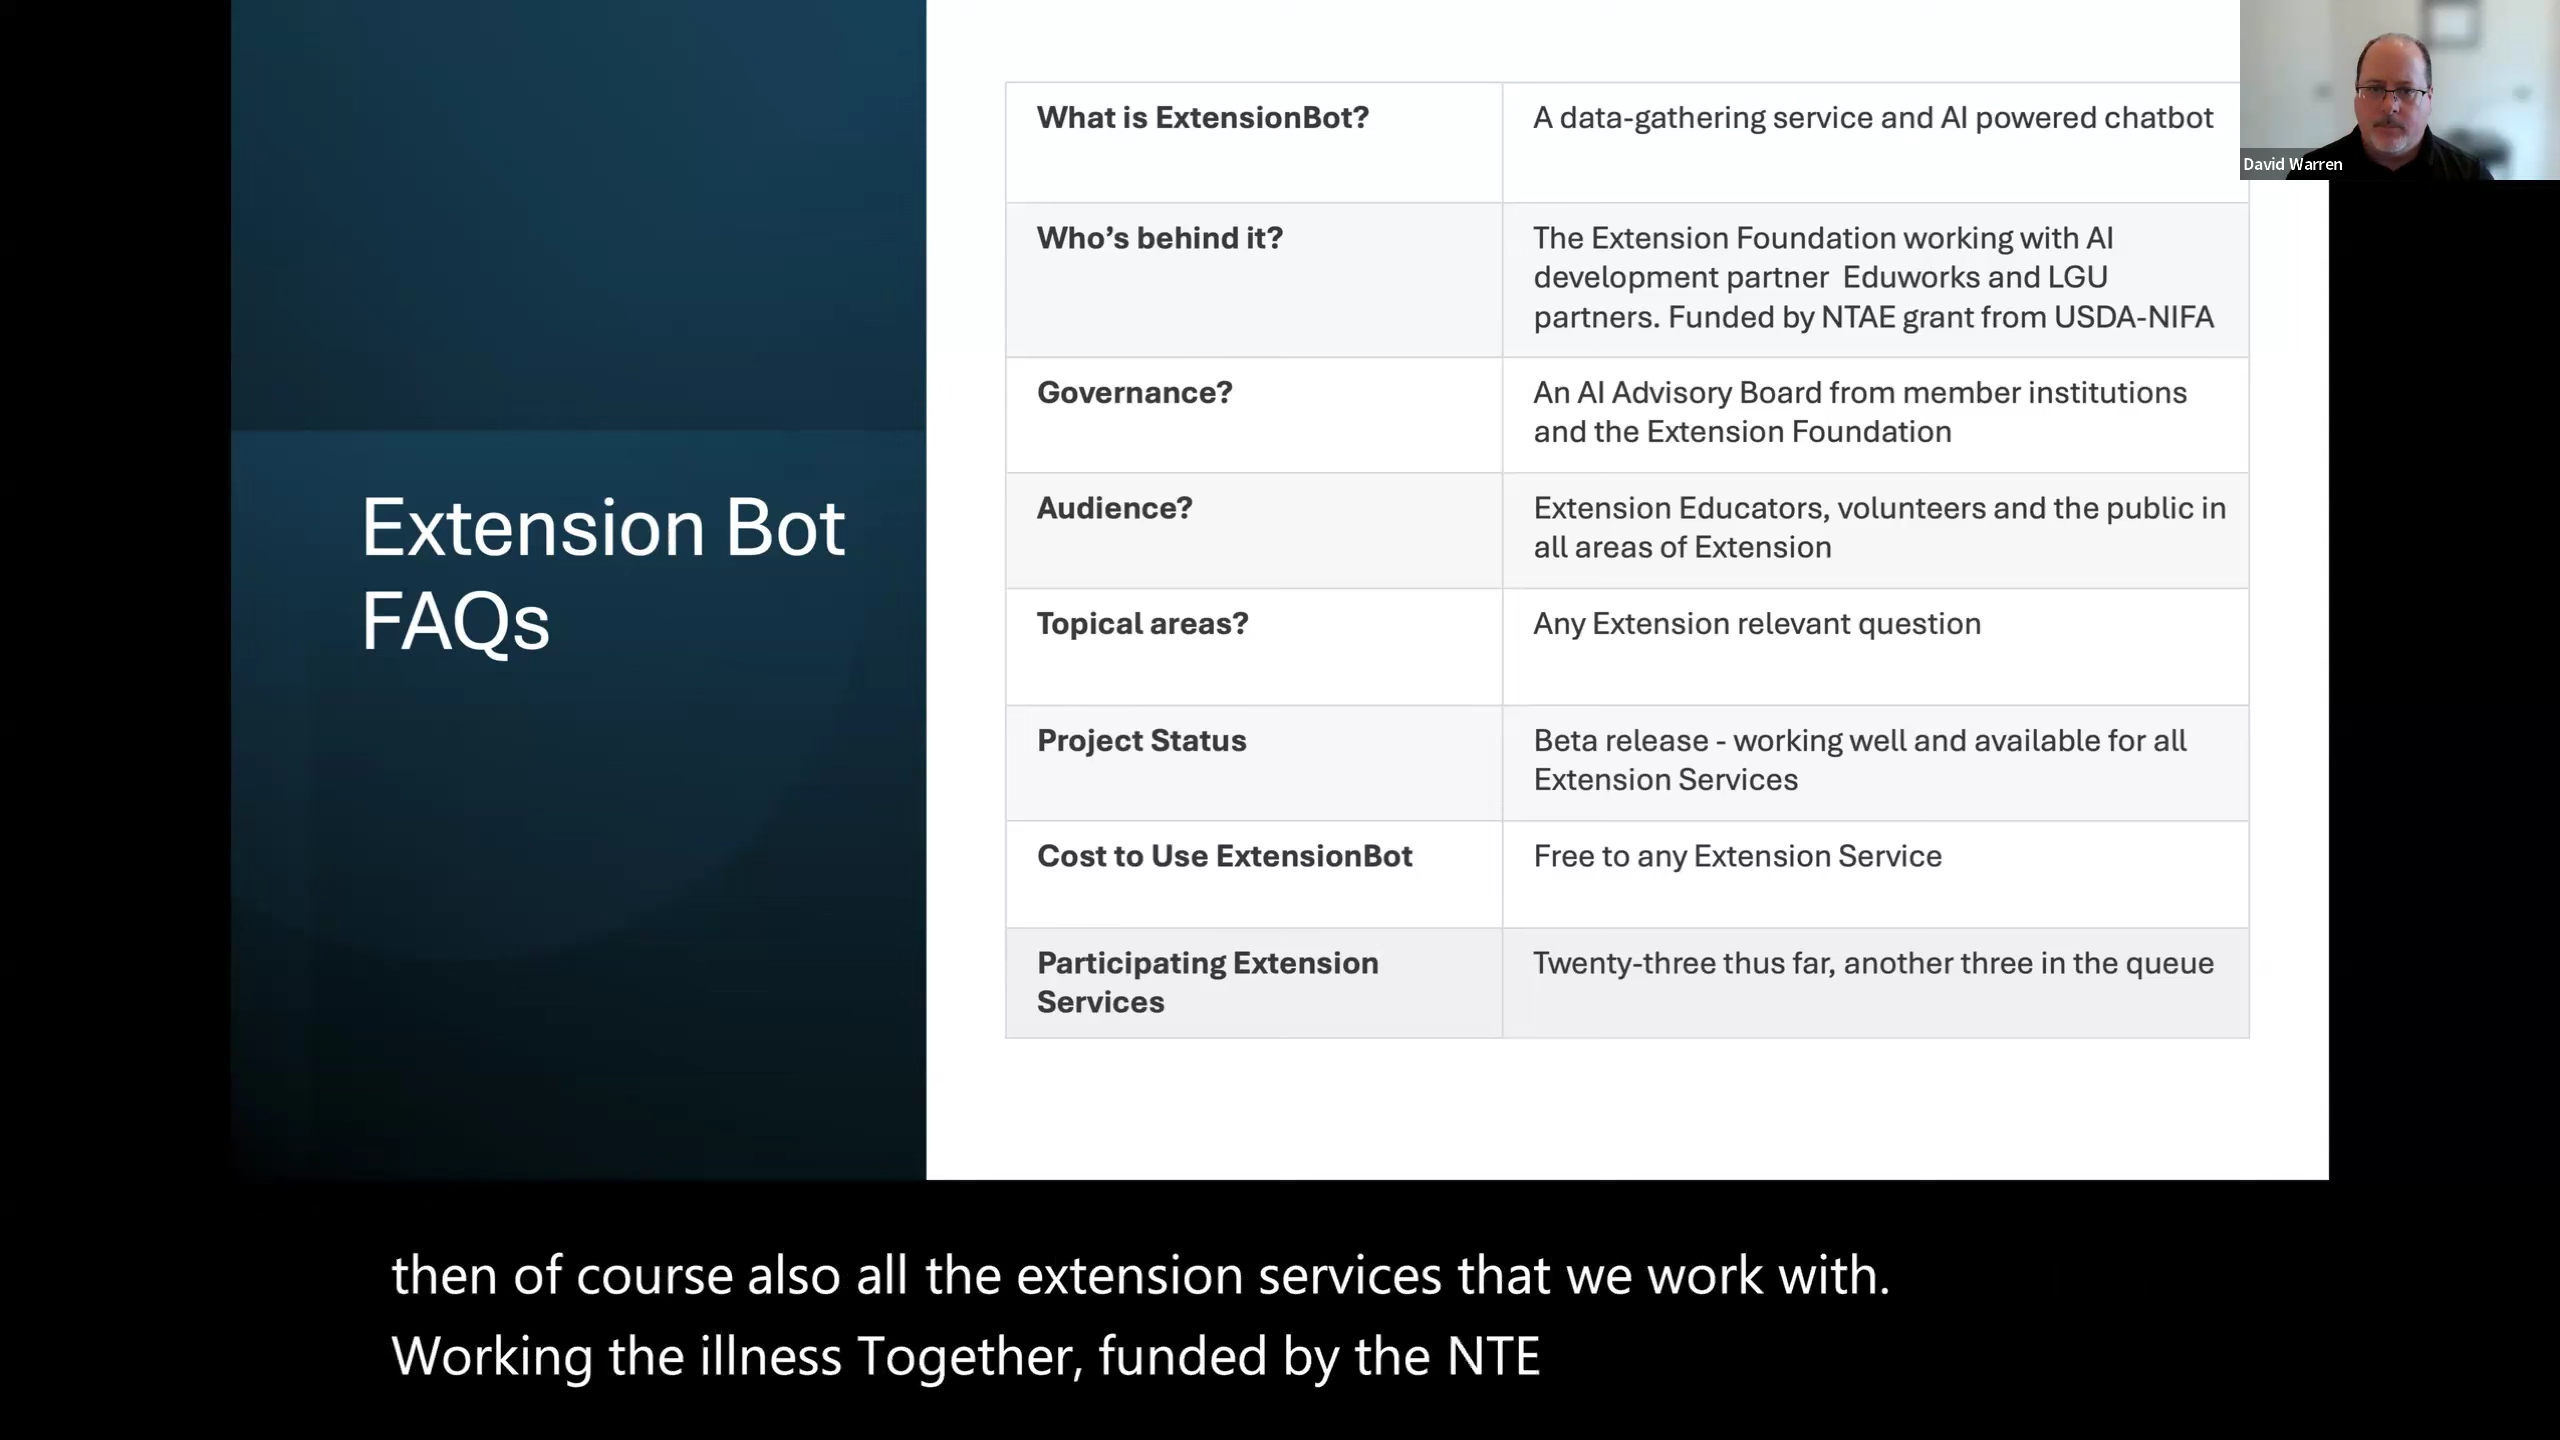 Extension Bot
FAQs
What is ExtensionBot?
A data-gathering service and AI powered chatbot
Who’s behind it?
The Extension Foundation working with AI
development partner  Eduworks and LGU
partners. Funded by NTAE grant from USDA-NIFA
Governance?
An AI Advisory Board from member institutions
and the Extension Foundation
Audience?
Extension Educators, volunteers and the public in
all areas of Extension
Topical areas?
Any Extension relevant question
Project Status
Beta release - working well and available for all
Extension Services
Cost to Use ExtensionBot
Free to any Extension Service
Participating Extension
Services
Twenty-three thus far, another three in the queue
David Warren
then of course also all the extension services that we work with.
Working the illness Together, funded by the NTE